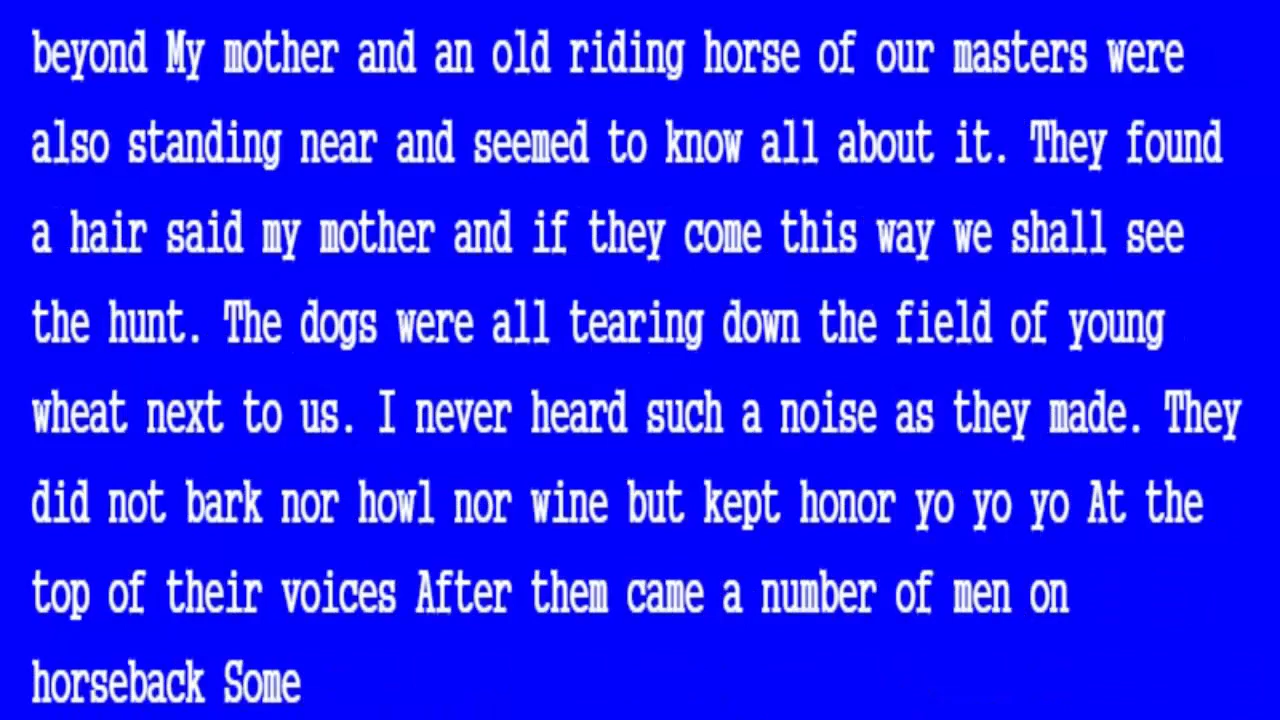 beyond My mother and an old riding horse of our masters were
also standing near and seemed to know all about it. They found
a hair said my mother and if they come this way we shall see
the hunt. The dogs were all tearing down the field of young
wheat next to us. I never heard such a noise as they made. They
did not bark nor howl nor wine but kept honor yo yo yo At the
top of their voices After them came a number of men on
horseback Some